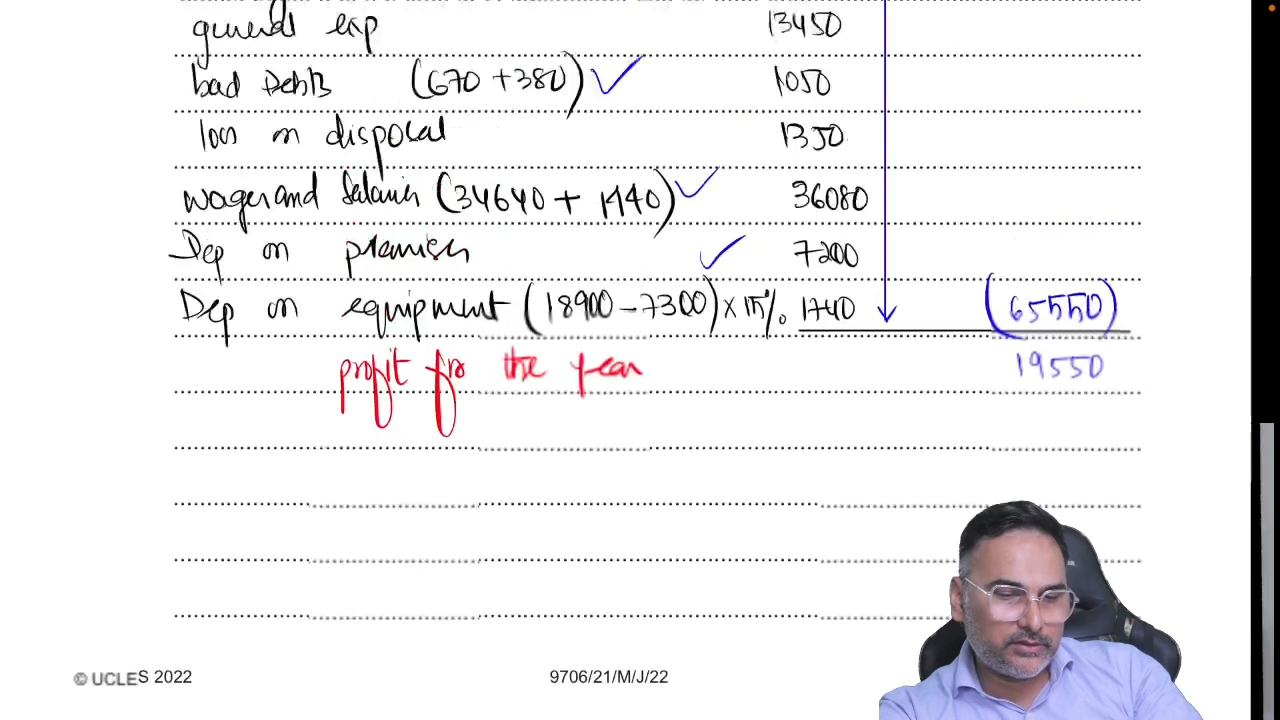 general exp 13450
bad Debts (670 + 380) 1050
loss on disposal 1350
wages and Salaries (34640 + 1440) 36080
Dep on premises 7200
Dep on equipment (18900 - 7300) × 15% 1740 (65550)
profit for the year 19550
© UCLES 2022 9706/21/M/J/22